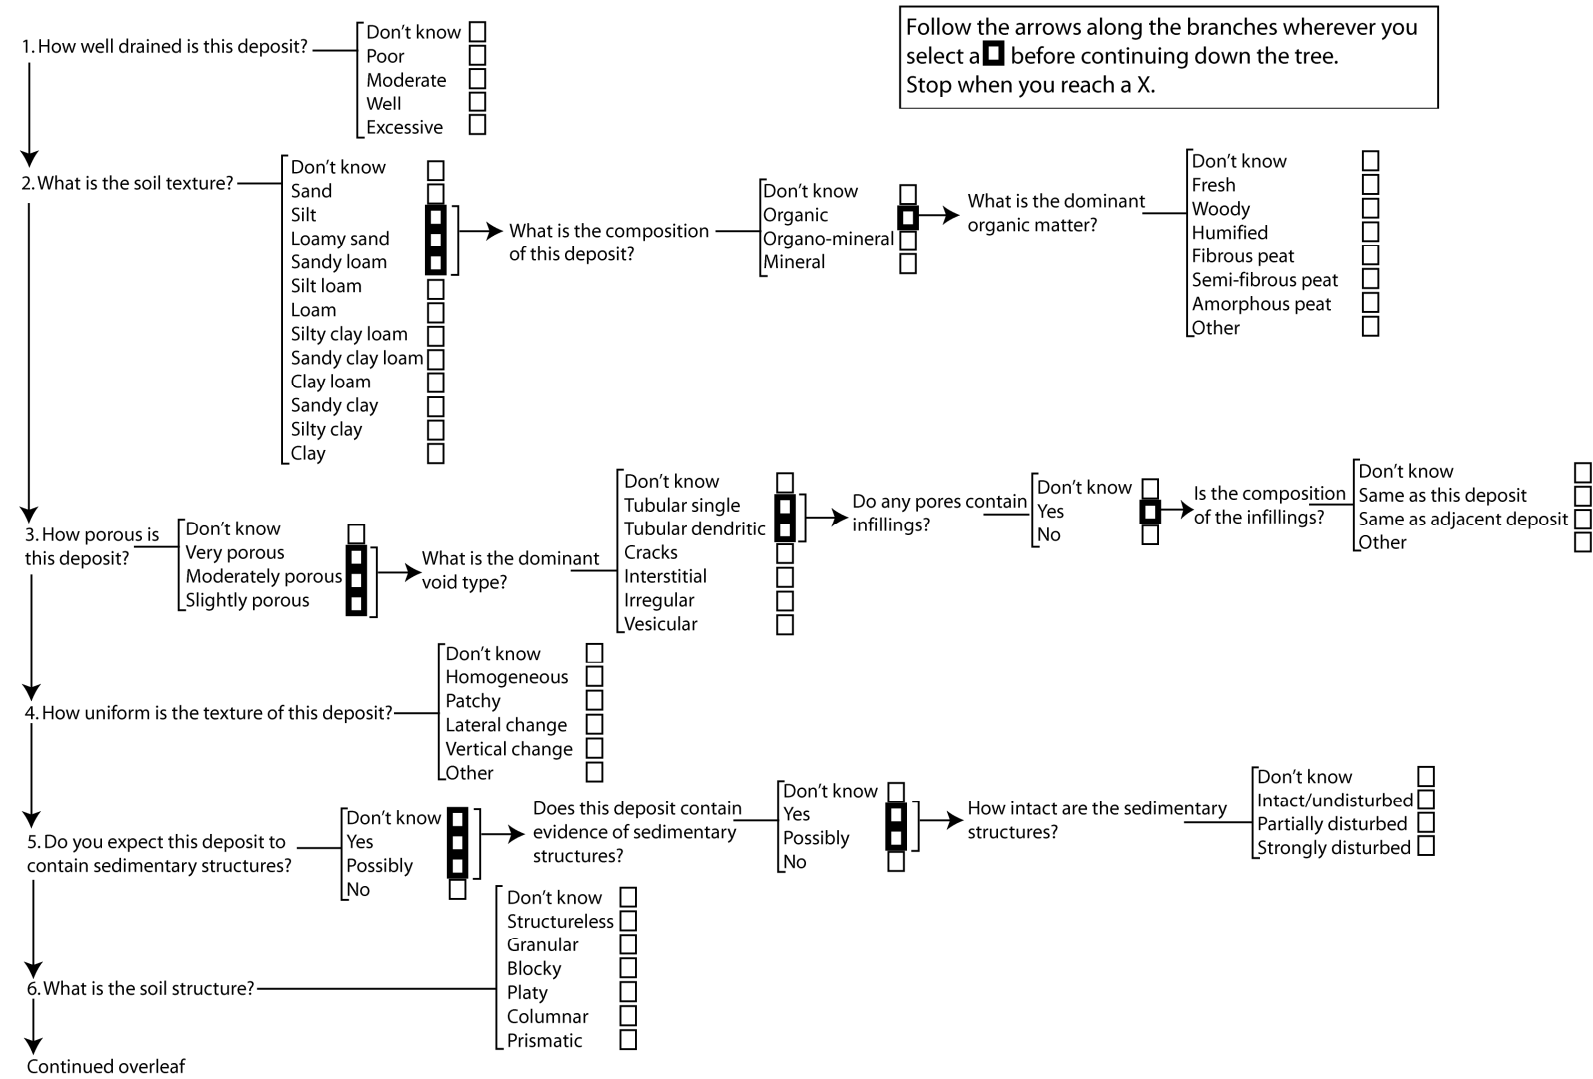 Follow the arrows along the branches wherever you
select a before continuing down the tree.
Stop when you reach a X.
1. How well drained is this deposit?
Don't know
Poor
Moderate
Well
Excessive
2. What is the soil texture?
Don't know
Sand
Silt
Loamy sand
Sandy loam
Silt loam
Loam
Silty clay loam
Sandy clay loam
Clay loam
Sandy clay
Silty clay
Clay
What is the composition
of this deposit?
Don't know
Organic
Organo-mineral
Mineral
What is the dominant
organic matter?
Don't know
Fresh
Woody
Humified
Fibrous peat
Semi-fibrous peat
Amorphous peat
Other
3. How porous is
this deposit?
Don't know
Very porous
Moderately porous
Slightly porous
What is the dominant
void type?
Don't know
Tubular single
Tubular dendritic
Cracks
Interstitial
Irregular
Vesicular
Do any pores contain
infillings?
Don't know
Yes
No
Is the composition
of the infillings?
Don't know
Same as this deposit
Same as adjacent deposit
Other
4. How uniform is the texture of this deposit?
Don't know
Homogeneous
Patchy
Lateral change
Vertical change
Other
5. Do you expect this deposit to
contain sedimentary structures?
Don't know
Yes
Possibly
No
Does this deposit contain
evidence of sedimentary
structures?
Don't know
Yes
Possibly
No
How intact are the sedimentary
structures?
Don't know
Intact/undisturbed
Partially disturbed
Strongly disturbed
6. What is the soil structure?
Don't know
Structureless
Granular
Blocky
Platy
Columnar
Prismatic
Continued overleaf